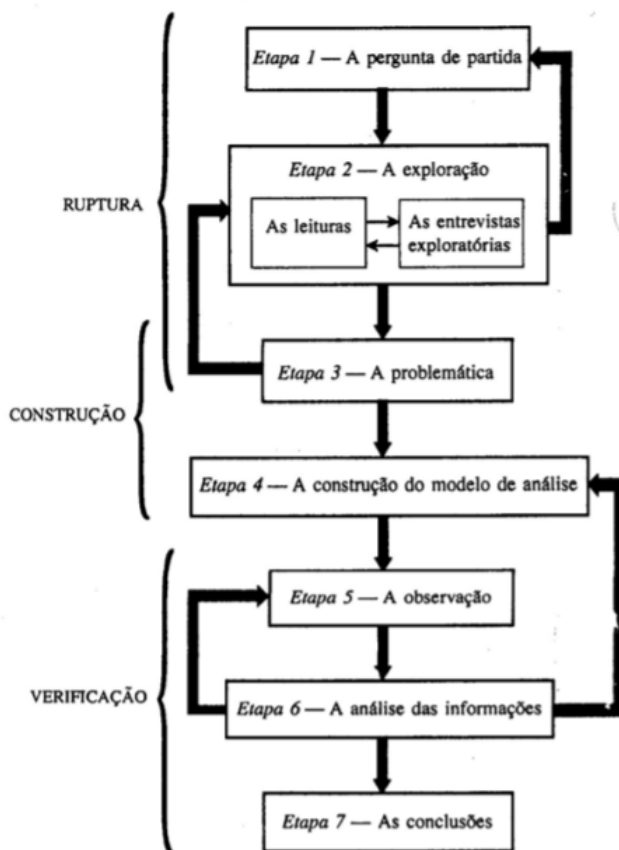 Etapa 1 — A pergunta de partida
Etapa 2 — A exploração
RUPTURA
As leituras
As entrevistas
exploratórias
Etapa 3 — A problemática
CONSTRUÇÃO
Etapa 4 — A construção do modelo de análise
Etapa 5 — A observação
VERIFICAÇÃO
Etapa 6 — A análise das informações
Etapa 7 — As conclusões